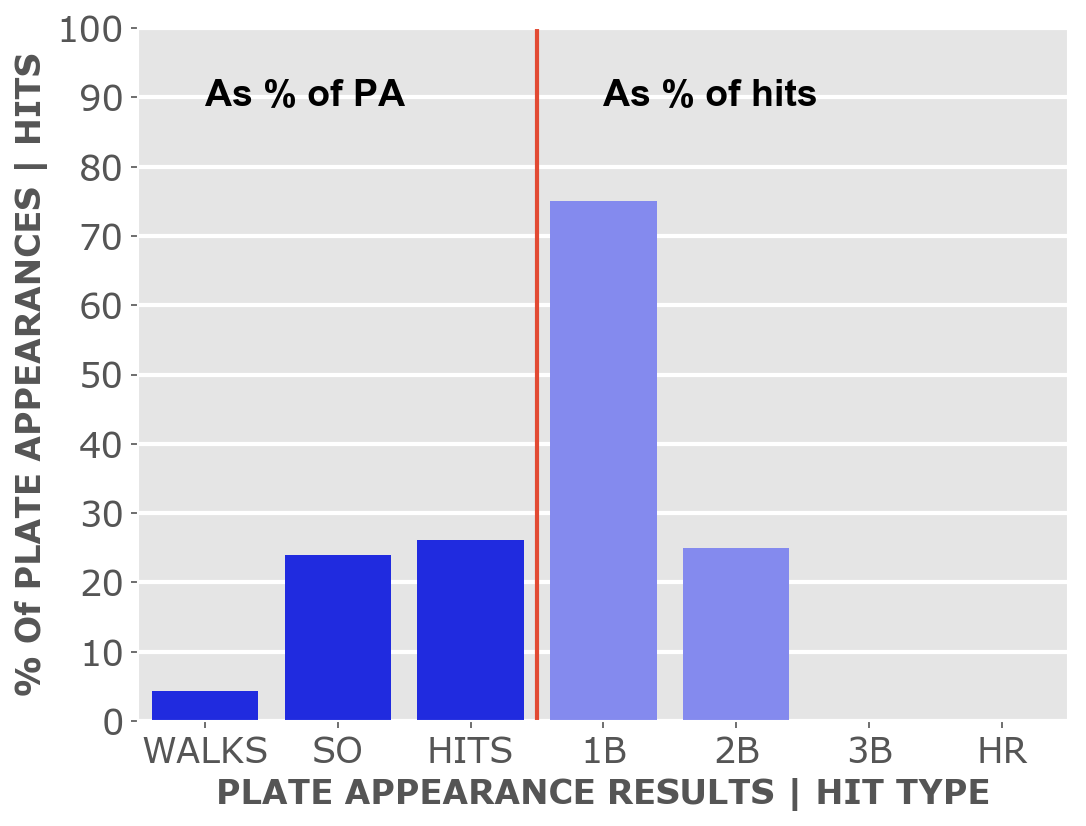 % Of PLATE APPEARANCES | HITS
100
90
80
70
60
50
40
30
20
10
0
As % of PA
As % of hits
WALKS SO HITS 1B 2B 3B HR
PLATE APPEARANCE RESULTS | HIT TYPE